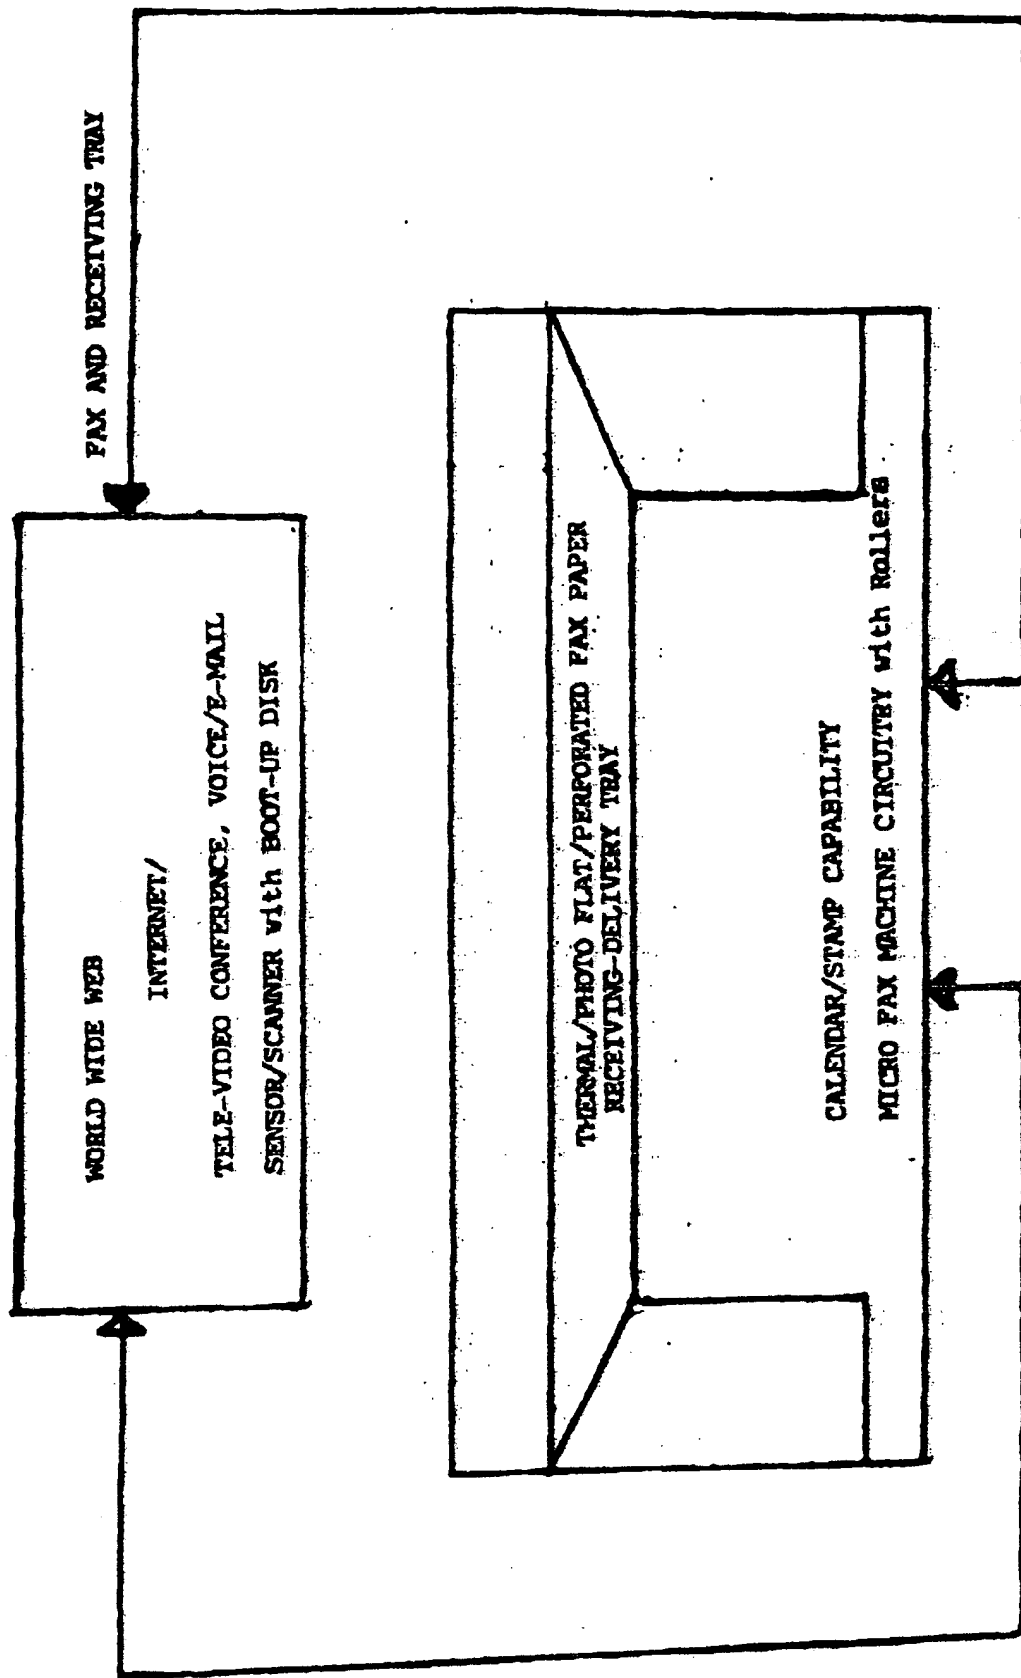 FAX AND RECEIVING TRAY
WORLD WIDE WEB
INTERNET/
TELE-VIDEO CONFERENCE, VOICE/E-MAIL
SENSOR/SCANNER with BOOT-UP DISK
THERMAL/PHOTO FLAT/PERFORATED FAX PAPER
RECEIVING-DELIVERY TRAY
CALENDAR/STAMP CAPABILITY
MICRO FAX MACHINE CIRCUITRY with Rollers